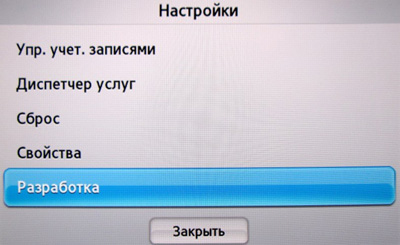 Настройки
Упр. учет. записями
Диспетчер услуг
Сброс
Свойства
Разработка
Закрыть